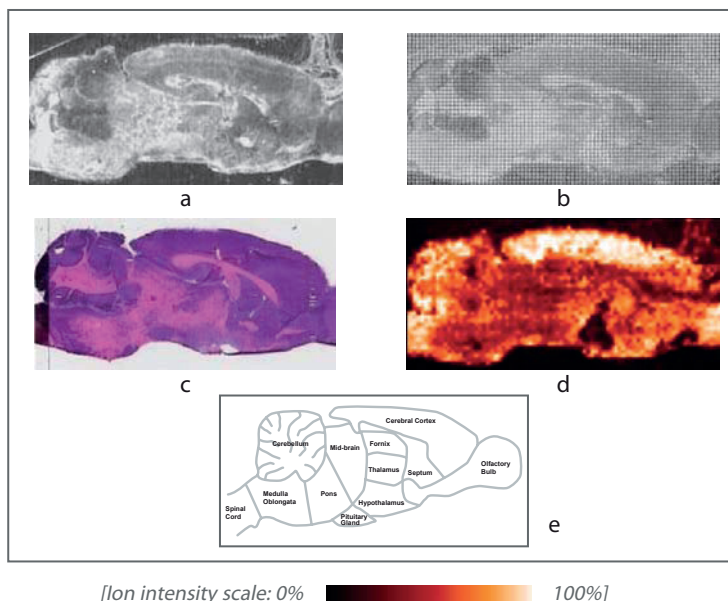 a
b
c
d
Cerebral Cortex
Cerebellum
Mid-brain
Fornix
Thalamus
Septum
Olfactory
Bulb
Medulla
Oblongata
Pons
Hypothalamus
Spinal
Cord
Pituitary
Gland
e
[Ion intensity scale: 0% 100%]